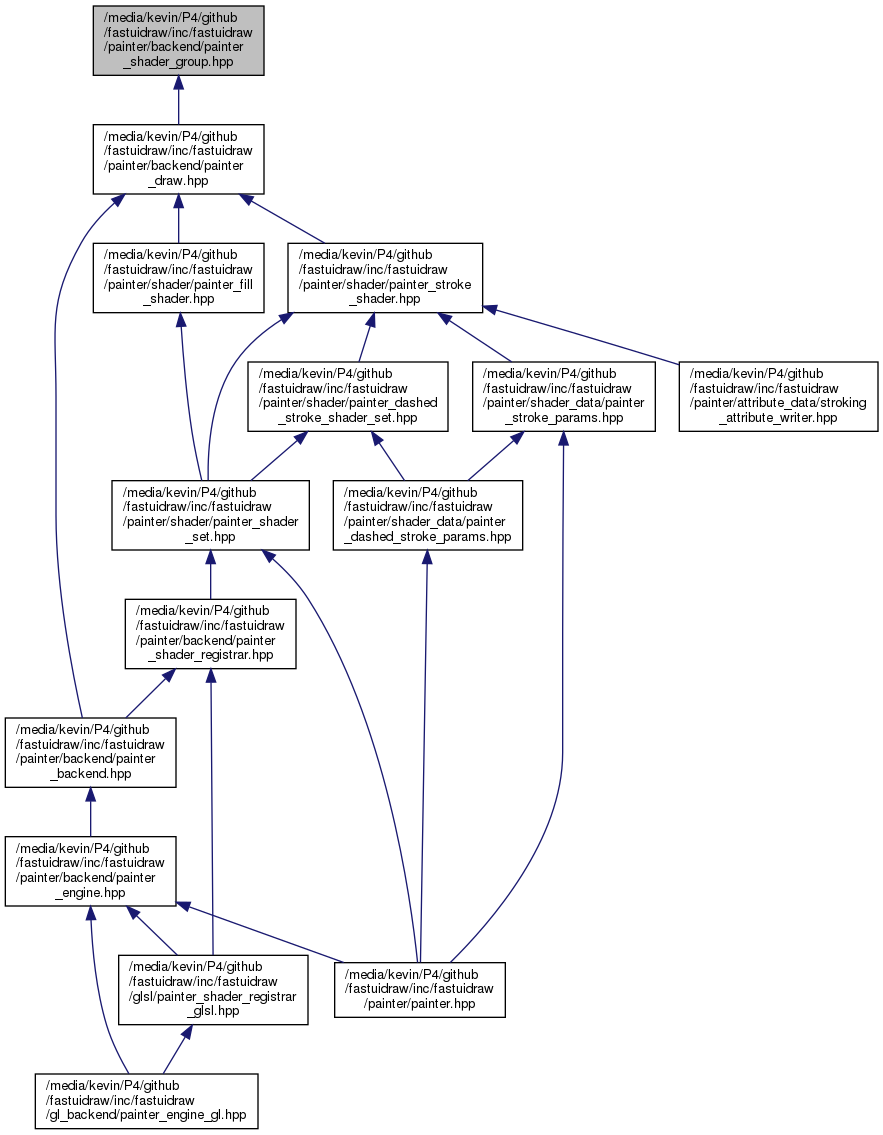 /media/kevin/P4/github
/fastuidraw/inc/fastuidraw
/painter/backend/painter
_shader_group.hpp
/media/kevin/P4/github
/fastuidraw/inc/fastuidraw
/painter/backend/painter
_draw.hpp
/media/kevin/P4/github
/fastuidraw/inc/fastuidraw
/painter/shader/painter_fill
_shader.hpp
/media/kevin/P4/github
/fastuidraw/inc/fastuidraw
/painter/shader/painter_stroke
_shader.hpp
/media/kevin/P4/github
/fastuidraw/inc/fastuidraw
/painter/shader/painter_dashed
_stroke_shader_set.hpp
/media/kevin/P4/github
/fastuidraw/inc/fastuidraw
/painter/shader_data/painter
_stroke_params.hpp
/media/kevin/P4/github
/fastuidraw/inc/fastuidraw
/painter/attribute_data/stroking
_attribute_writer.hpp
/media/kevin/P4/github
/fastuidraw/inc/fastuidraw
/painter/shader/painter_shader
_set.hpp
/media/kevin/P4/github
/fastuidraw/inc/fastuidraw
/painter/shader_data/painter
_dashed_stroke_params.hpp
/media/kevin/P4/github
/fastuidraw/inc/fastuidraw
/painter/backend/painter
_shader_registrar.hpp
/media/kevin/P4/github
/fastuidraw/inc/fastuidraw
/painter/backend/painter
_backend.hpp
/media/kevin/P4/github
/fastuidraw/inc/fastuidraw
/painter/backend/painter
_engine.hpp
/media/kevin/P4/github
/fastuidraw/inc/fastuidraw
/glsl/painter_shader_registrar
_glsl.hpp
/media/kevin/P4/github
/fastuidraw/inc/fastuidraw
/painter/painter.hpp
/media/kevin/P4/github
/fastuidraw/inc/fastuidraw
/gl_backend/painter_engine_gl.hpp